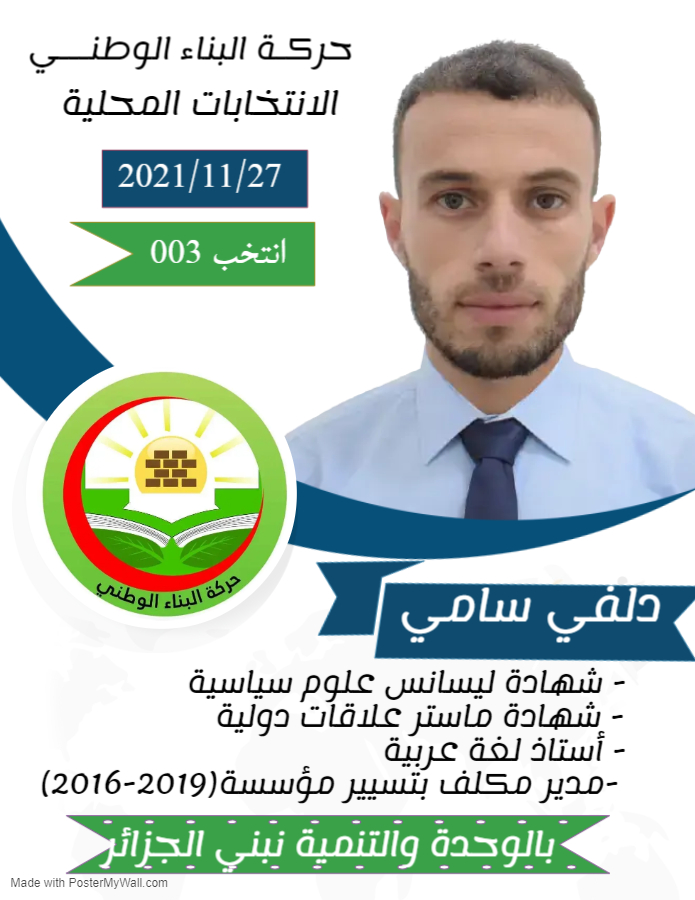 حركـة البناء الوطنـــي
الانتخابات المحلية
2021/11/27
انتخب 003
حركة البناء الوطني
دلفي سامي
- شهادة ليسانس علوم سياسية
- شهادة ماستر علاقات دولية
- أستاذ لغة عربية
-مدير مكلف بتسيير مؤسسة(2019-2016)
بالوحدة والتنمية نبني الجزائر
Made with PosterMyWall.com